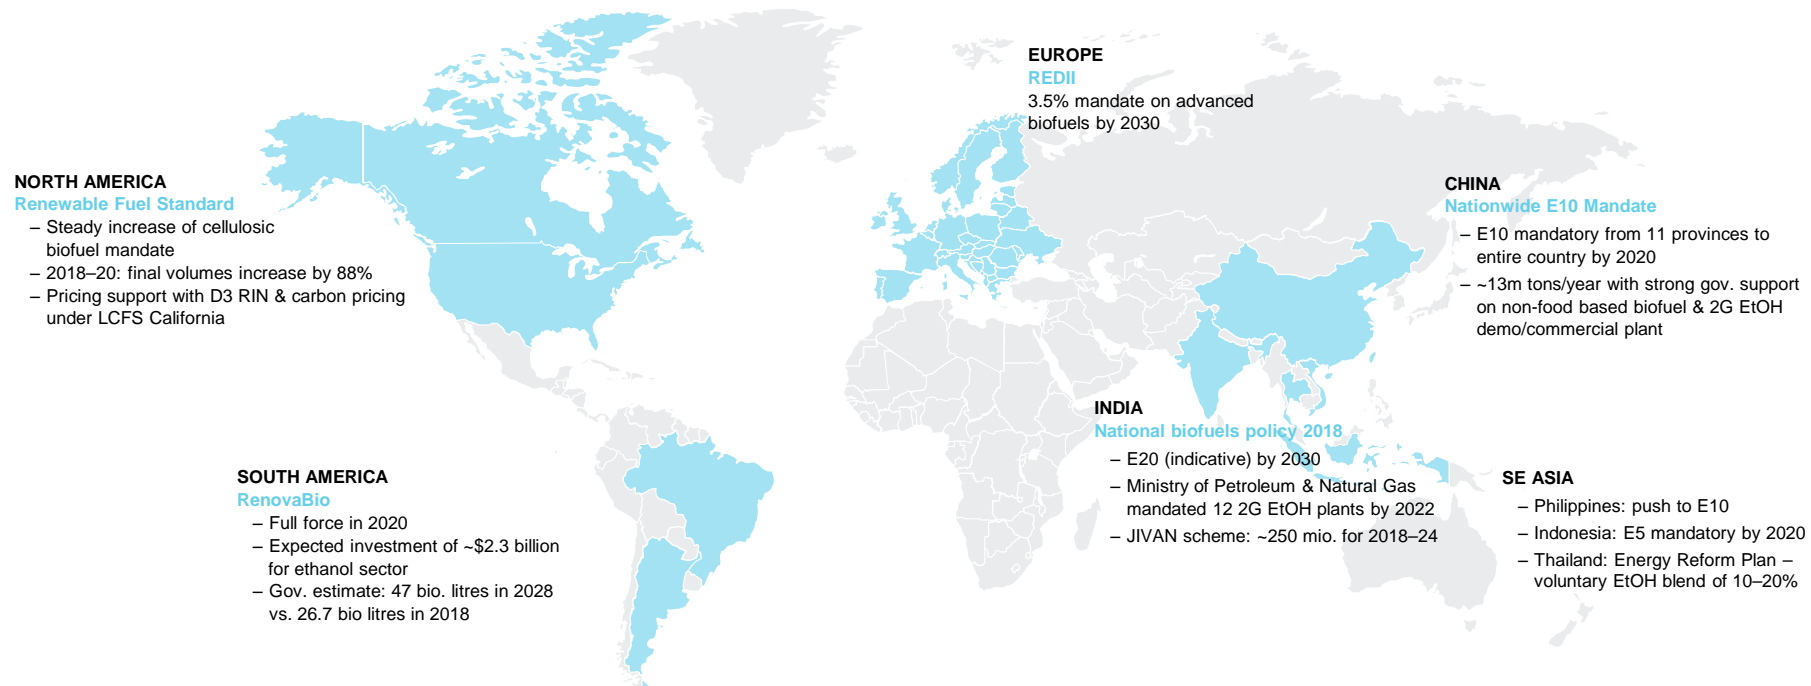 EUROPE
REDII
3.5% mandate on advanced
biofuels by 2030
NORTH AMERICA
Renewable Fuel Standard
– Steady increase of cellulosic
biofuel mandate
– 2018–20: final volumes increase by 88%
– Pricing support with D3 RIN & carbon pricing
under LCFS California
CHINA
Nationwide E10 Mandate
– E10 mandatory from 11 provinces to
entire country by 2020
– ~13m tons/year with strong gov. support
on non-food based biofuel & 2G EtOH
demo/commercial plant
INDIA
National biofuels policy 2018
– E20 (indicative) by 2030
– Ministry of Petroleum & Natural Gas
mandated 12 2G EtOH plants by 2022
– JIVAN scheme: ~250 mio. for 2018–24
SOUTH AMERICA
RenovaBio
– Full force in 2020
– Expected investment of ~$2.3 billion
for ethanol sector
– Gov. estimate: 47 bio. litres in 2028
vs. 26.7 bio litres in 2018
SE ASIA
– Philippines: push to E10
– Indonesia: E5 mandatory by 2020
– Thailand: Energy Reform Plan –
voluntary EtOH blend of 10–20%